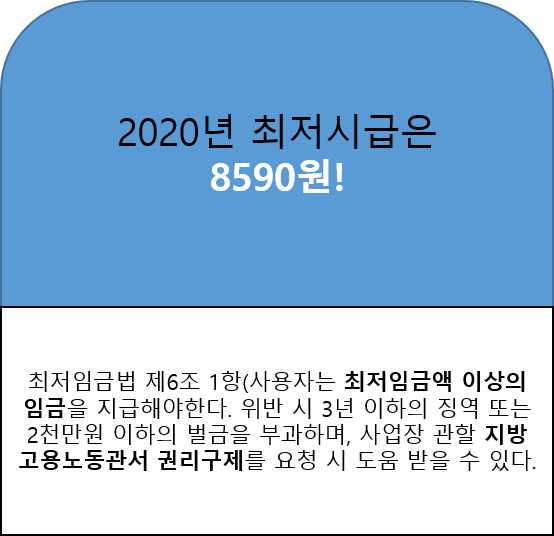 2020년 최저시급은
8590원!
최저임금법 제6조 1항(사용자는 최저임금액 이상의
임금을 지급해야한다. 위반 시 3년 이하의 징역 또는
2천만원 이하의 벌금을 부과하며, 사업장 관할 지방
고용노동관서 권리구제를 요청 시 도움 받을 수 있다.